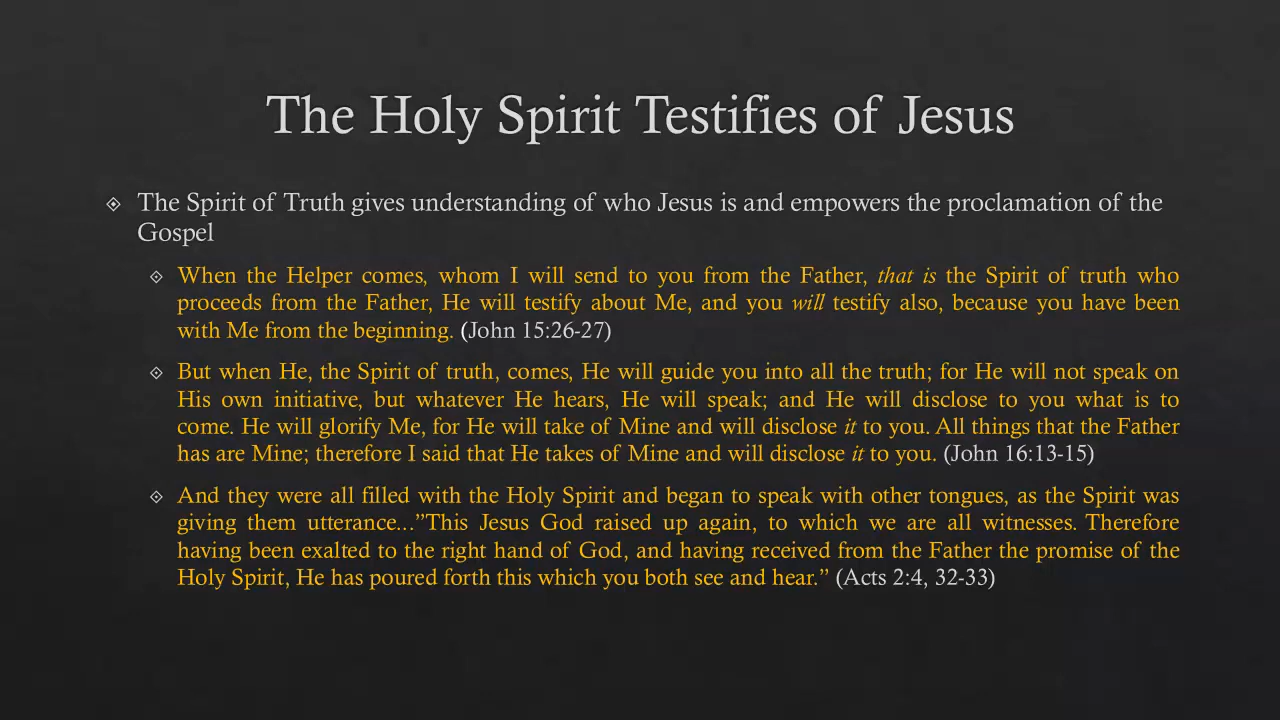 The Holy Spirit Testifies of Jesus
The Spirit of Truth gives understanding of who Jesus is and empowers the proclamation of the
Gospel
When the Helper comes, whom I will send to you from the Father, that is the Spirit of truth who
proceeds from the Father, He will testify about Me, and you will testify also, because you have been
with Me from the beginning. (John 15:26-27)
But when He, the Spirit of truth, comes, He will guide you into all the truth; for He will not speak on
His own initiative, but whatever He hears, He will speak; and He will disclose to you what is to
come. He will glorify Me, for He will take of Mine and will disclose it to you. All things that the Father
has are Mine; therefore I said that He takes of Mine and will disclose it to you. (John 16:13-15)
And they were all filled with the Holy Spirit and began to speak with other tongues, as the Spirit was
giving them utterance...”This Jesus God raised up again, to which we are all witnesses. Therefore
having been exalted to the right hand of God, and having received from the Father the promise of the
Holy Spirit, He has poured forth this which you both see and hear.” (Acts 2:4, 32-33)